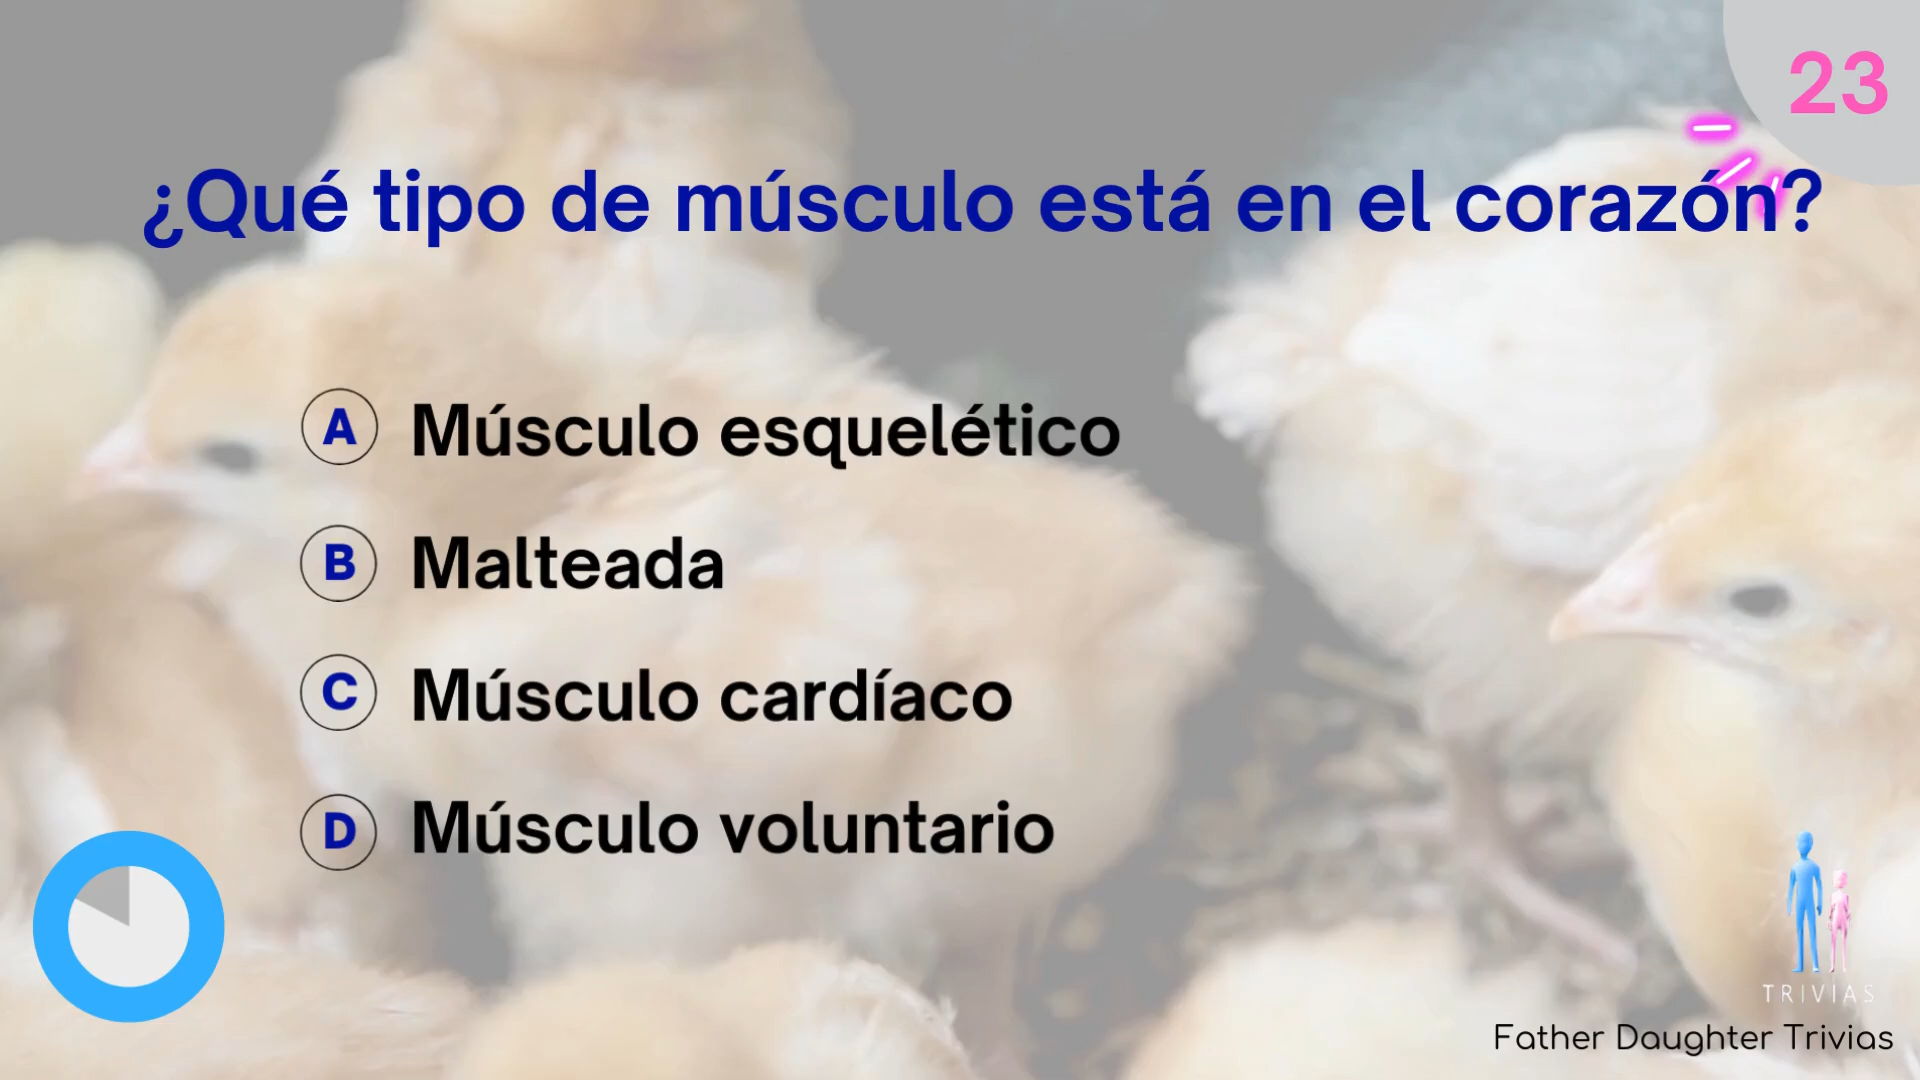 23
¿Qué tipo de músculo está en el corazón?
A Músculo esquelético
B Malteada
C Músculo cardíaco
D Músculo voluntario
TRIVIAS
Father Daughter Trivias